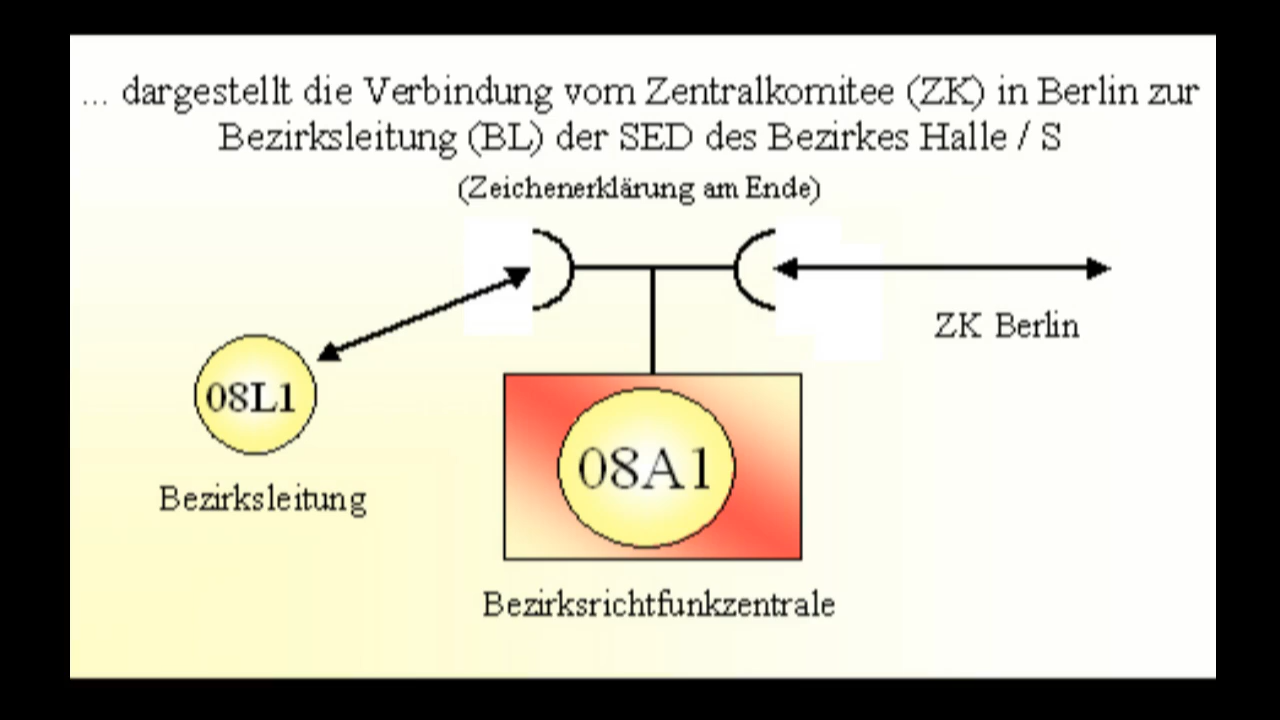 ... dargestellt die Verbindung vom Zentralkomitee (ZK) in Berlin zur
Bezirksleitung (BL) der SED des Bezirkes Halle / S
(Zeichenerklärung am Ende)
ZK Berlin
08L1
08A1
Bezirksleitung
Bezirksrichtfunkzentrale